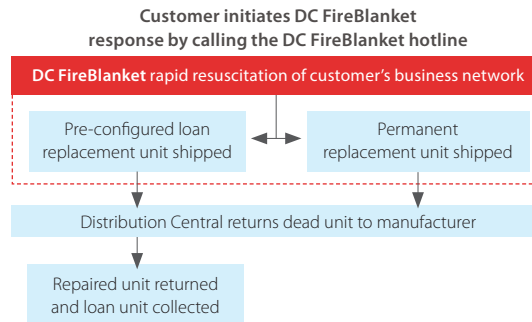 Customer initiates DC FireBlanket
response by calling the DC FireBlanket hotline
DC FireBlanket rapid resuscitation of customer's business network
Pre-configured loan
replacement unit shipped
Permanent
replacement unit shipped
Distribution Central returns dead unit to manufacturer
Repaired unit returned
and loan unit collected